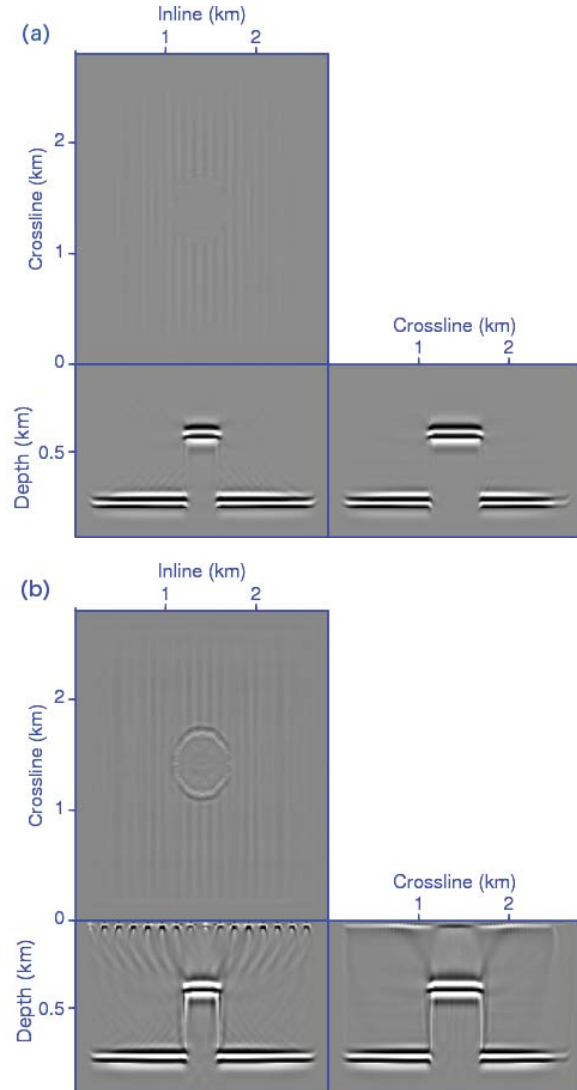 (a)
Inline (km)
1 2
Crossline (km)
2
1
0
Crossline (km)
1 2
Depth (km)
0.5
(b)
Inline (km)
1 2
Crossline (km)
2
1
0
Crossline (km)
1 2
Depth (km)
0.5